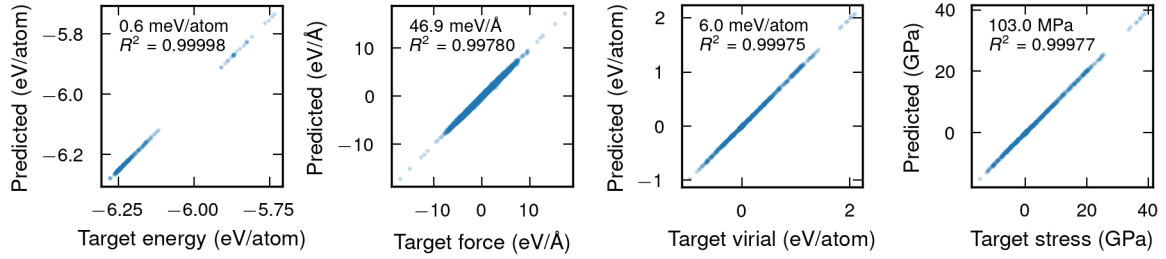 Predicted (eV/atom)
−5.8
−6.0
−6.2
0.6 meV/atom
R² = 0.99998
−6.25
−6.00
−5.75
Target energy (eV/atom)
Predicted (eV/Å)
10
0
−10
46.9 meV/Å
R² = 0.99780
−10
0
10
Target force (eV/Å)
Predicted (eV/atom)
2
1
0
−1
6.0 meV/atom
R² = 0.99975
0
2
Target virial (eV/atom)
Predicted (GPa)
40
20
0
103.0 MPa
R² = 0.99977
0
20
40
Target stress (GPa)